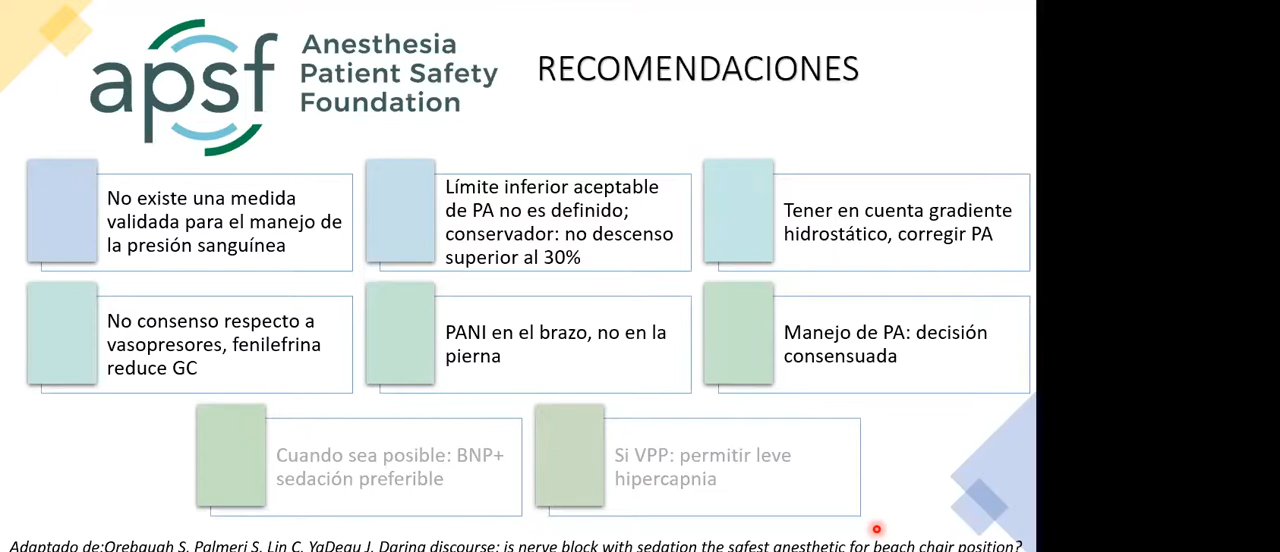 apsf
Anesthesia
Patient Safety
Foundation
RECOMENDACIONES
No existe una medida
validada para el manejo de
la presión sanguínea
Límite inferior aceptable
de PA no es definido;
conservador: no descenso
superior al 30%
Tener en cuenta gradiente
hidrostático, corregir PA
No consenso respecto a
vasopresores, fenilefrina
reduce GC
PANI en el brazo, no en la
pierna
Manejo de PA: decisión
consensuada
Cuando sea posible: BNP+
sedación preferible
Si VPP: permitir leve
hipercapnia
Adaptado de:Orebaugh S, Palmeri S, Lin C, YaDeau J. Daring discourse: is nerve block with sedation the safest anesthetic for beach chair position?